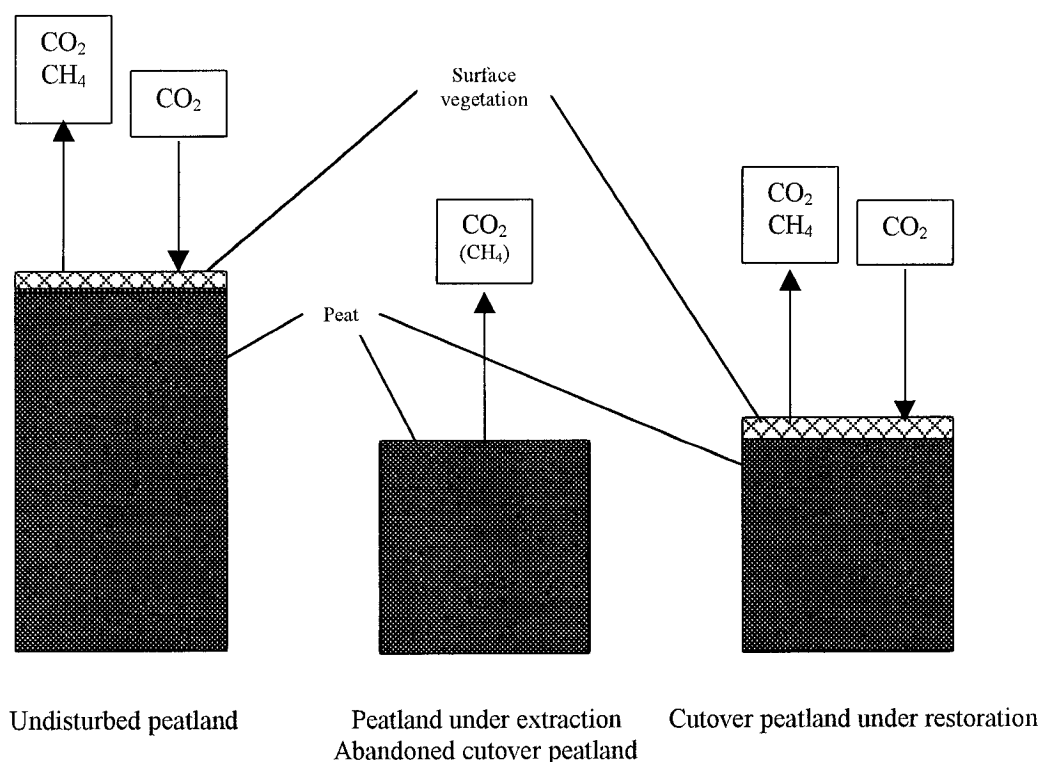 CO₂
CH₄
CO₂
Surface
vegetation
CO₂
(CH₄)
CO₂
CH₄
CO₂
Peat
Undisturbed peatland
Peatland under extraction
Abandoned cutover peatland
Cutover peatland under restoration